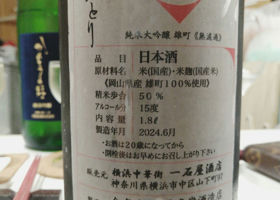 とり
純米大吟醸 雄町《無濾過》
品目 日本酒
原材料名 米(国産)・米麹(国産米)
《岡山県産 雄町100%使用》
精米歩合 50%
アルコール分 15度
内容量 1.8ℓ
製造年月 2024.6月
・お酒は20歳になってから
・開栓後はお早めにお召し上がり下さい
販売元 横浜中華街 一石屋酒店
神奈川県横浜市中区山下町